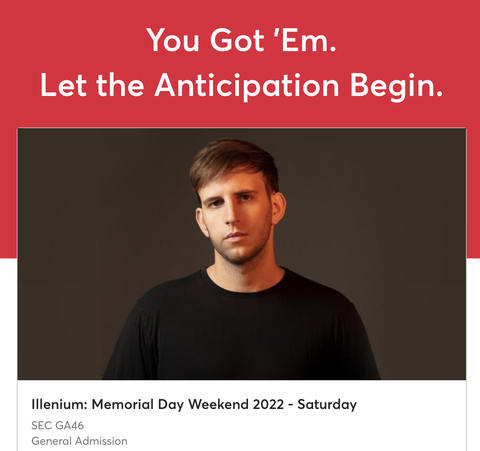 You Got 'Em.
Let the Anticipation Begin.
Illenium: Memorial Day Weekend 2022 - Saturday
SEC GA46
General Admission